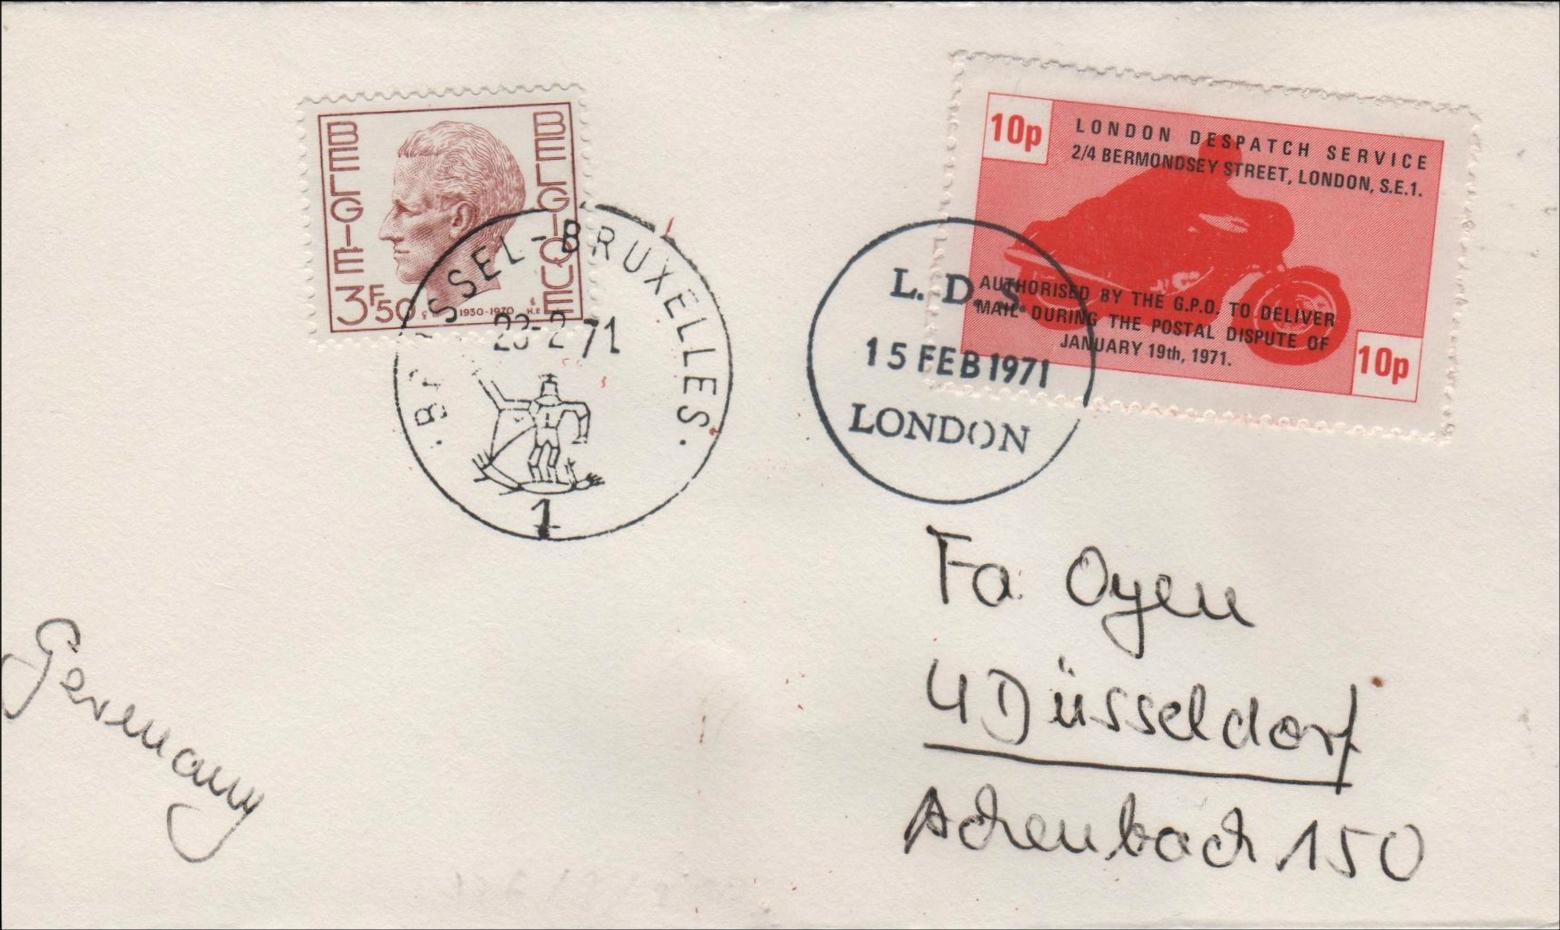 BELGIE
BELGIQUE
3F50
1930-1970
BRUSSEL-BRUXELLES
23-2 71
1
10p
LONDON DESPATCH SERVICE
2/4 BERMONDSEY STREET, LONDON, S.E.1.
AUTHORISED BY THE G.P.O. TO DELIVER
MAIL DURING THE POSTAL DISPUTE OF
JANUARY 19th, 1971.
10p
L. D. S.
15 FEB 1971
LONDON
Fa. Oyen
4 Düsseldorf
Achenbach 150
Germany